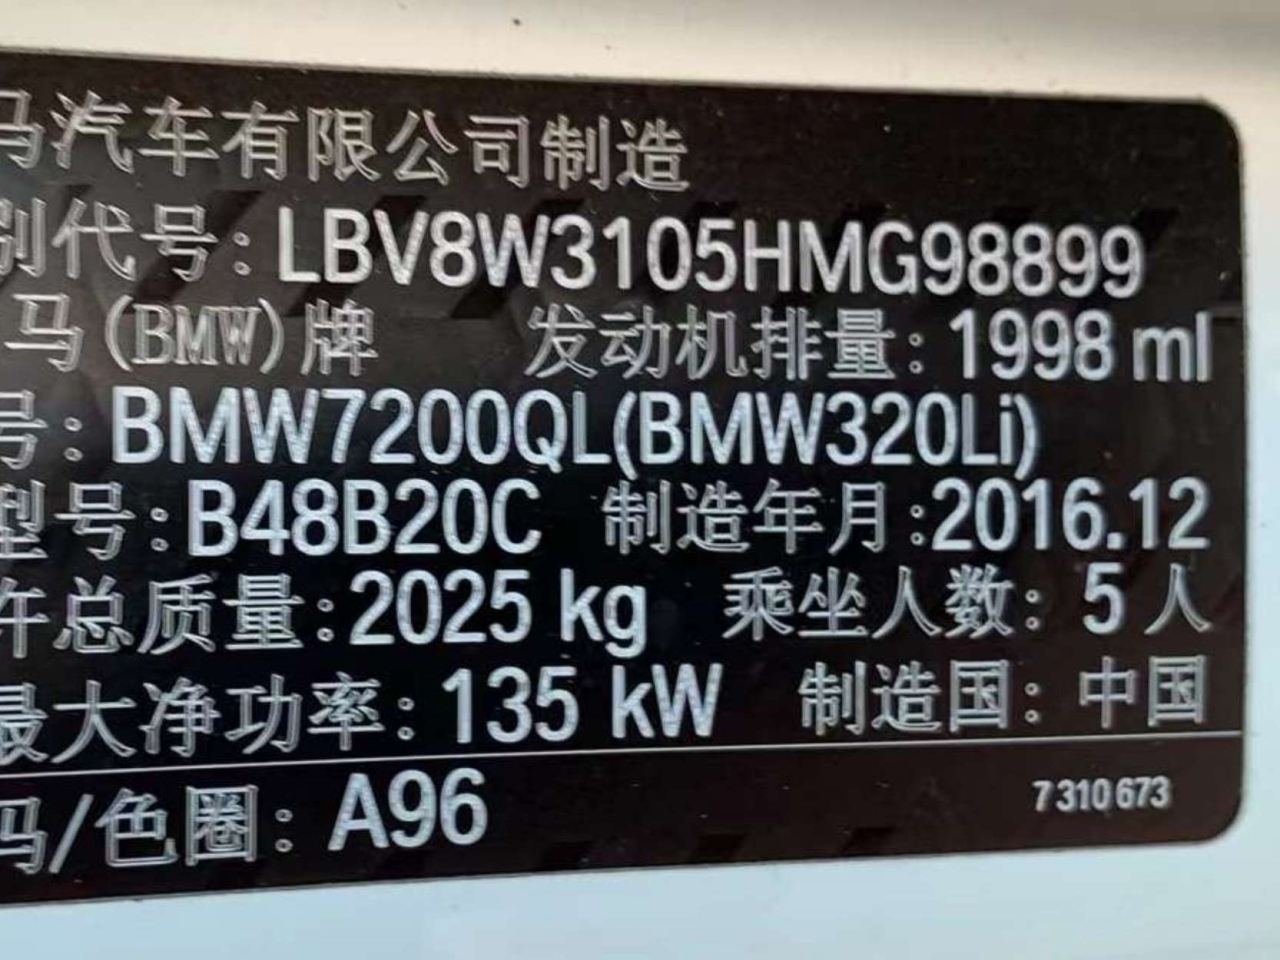 马汽车有限公司制造
别代号：LBV8W3105HMG98899
马(BMW)牌 发动机排量：1998 ml
号：BMW7200QL(BMW320Li)
型号：B48B20C 制造年月：2016.12
许总质量：2025 kg 乘坐人数：5人
最大净功率：135 kW 制造国：中国
码/色圈：A96 7310673